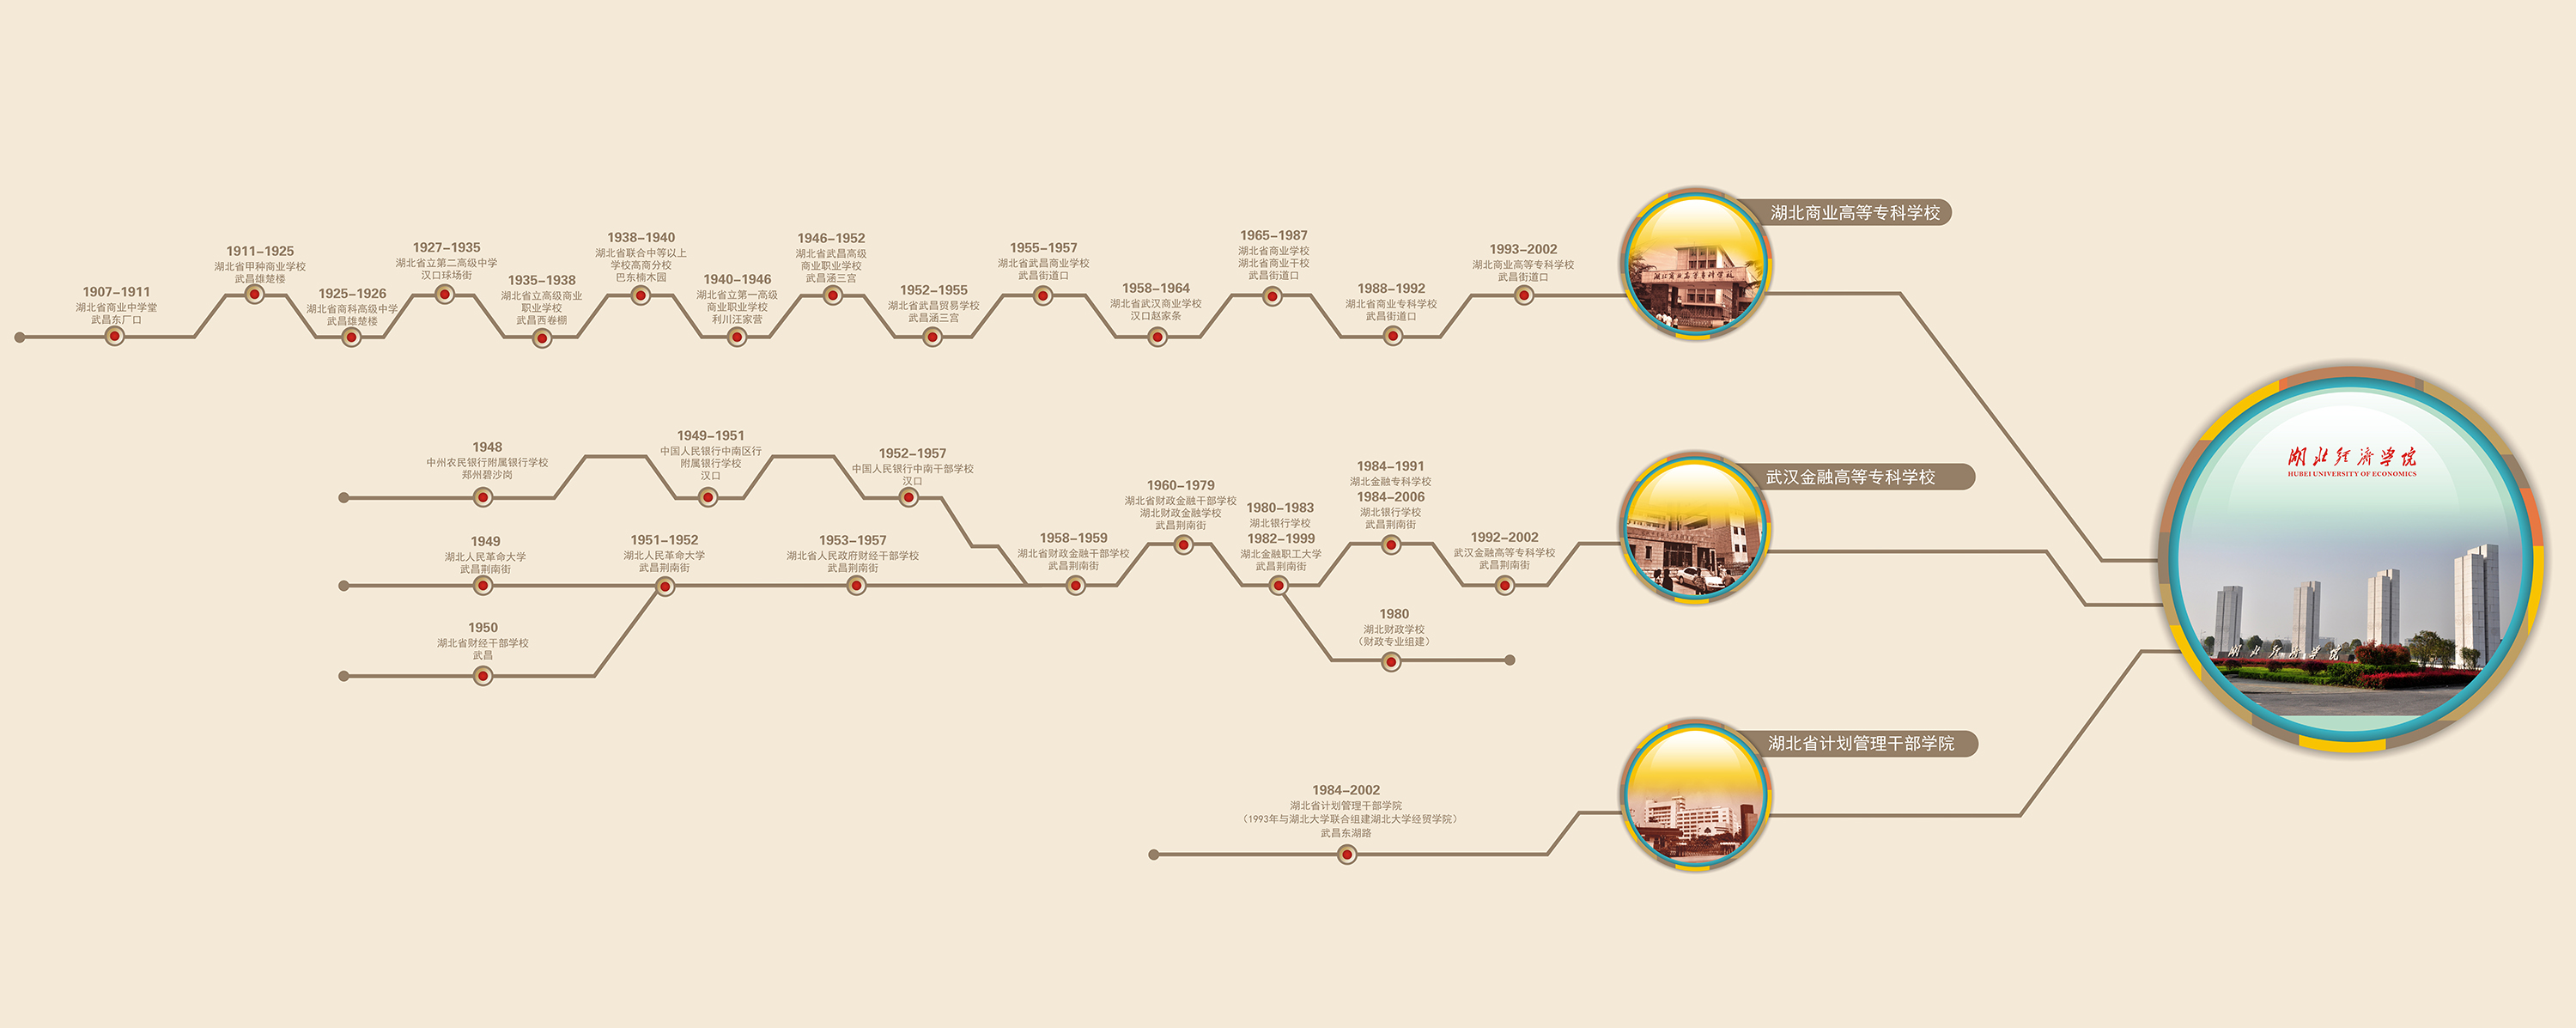 1907-1911
湖北省商业中学堂
武昌东厂口
1911-1925
湖北省甲种商业学校
武昌雄楚楼
1925-1926
湖北省商科高级中学
武昌雄楚楼
1927-1935
湖北省立第二高级中学
汉口球场街
1935-1938
湖北省立高级商业
职业学校
武昌西卷棚
1938-1940
湖北省联合中等以上
学校高商分校
巴东楠木园
1940-1946
湖北省立第一高级
商业职业学校
利川汪家营
1946-1952
湖北省武昌高级
商业职业学校
武昌涵三宫
1952-1955
湖北省武昌贸易学校
武昌涵三宫
1955-1957
湖北省武昌商业学校
武昌街道口
1958-1964
湖北省武汉商业学校
汉口赵家条
1965-1987
湖北省商业学校
湖北省商业干校
武昌街道口
1988-1992
湖北省商业专科学校
武昌街道口
1993-2002
湖北商业高等专科学校
武昌街道口
湖北商业高等专科学校
湖北商业高等专科学校
1948
中州农民银行附属银行学校
郑州碧沙岗
1949-1951
中国人民银行中南区行
附属银行学校
汉口
1952-1957
中国人民银行中南干部学校
汉口
1949
湖北人民革命大学
武昌荆南街
1951-1952
湖北人民革命大学
武昌荆南街
1953-1957
湖北省人民政府财经干部学校
武昌荆南街
1950
湖北省财经干部学校
武昌
1958-1959
湖北省财政金融干部学校
武昌荆南街
1960-1979
湖北省财政金融干部学校
湖北财政金融学校
武昌荆南街
1980-1983
湖北银行学校
1982-1999
湖北金融职工大学
武昌荆南街
1984-1991
湖北金融专科学校
1984-2006
湖北银行学校
武昌荆南街
1992-2002
武汉金融高等专科学校
武昌荆南街
1980
湖北财政学校
（财政专业组建）
武汉金融高等专科学校
1984-2002
湖北省计划管理干部学院
（1993年与湖北大学联合组建湖北大学经贸学院）
武昌东湖路
湖北省计划管理干部学院
湖北经济学院
HUBEI UNIVERSITY OF ECONOMICS
湖北经济学院